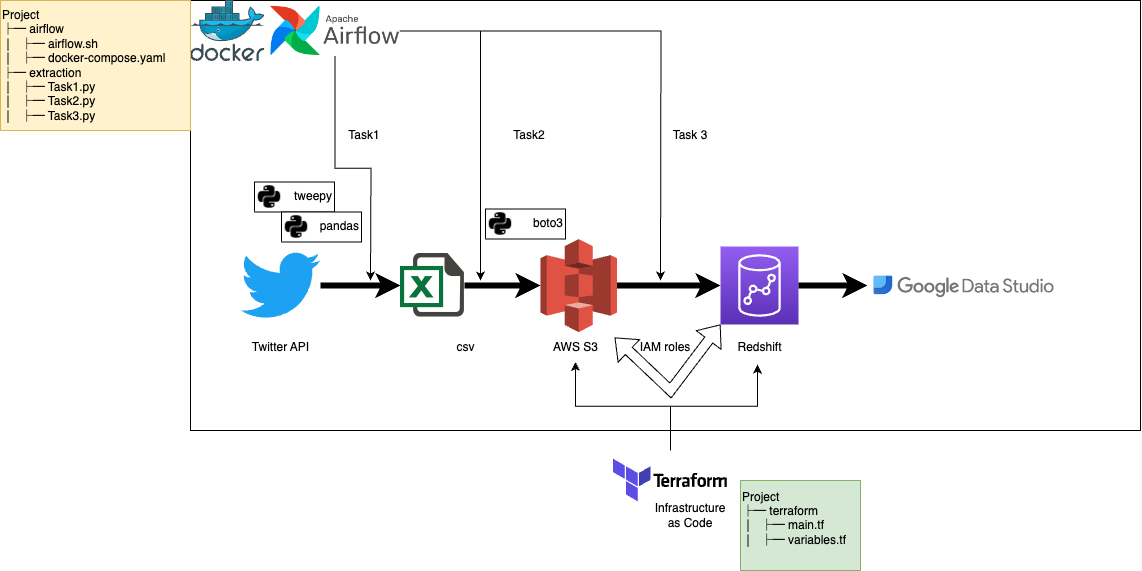 Project
├── airflow
│   ├── airflow.sh
│   ├── docker-compose.yaml
├── extraction
│   ├── Task1.py
│   ├── Task2.py
│   ├── Task3.py
docker
Apache
Airflow
Task1
Task2
Task 3
tweepy
pandas
boto3
X
Google Data Studio
Twitter API
csv
AWS S3
IAM roles
Redshift
Terraform
Infrastructure
as Code
Project
├── terraform
│   ├── main.tf
│   ├── variables.tf